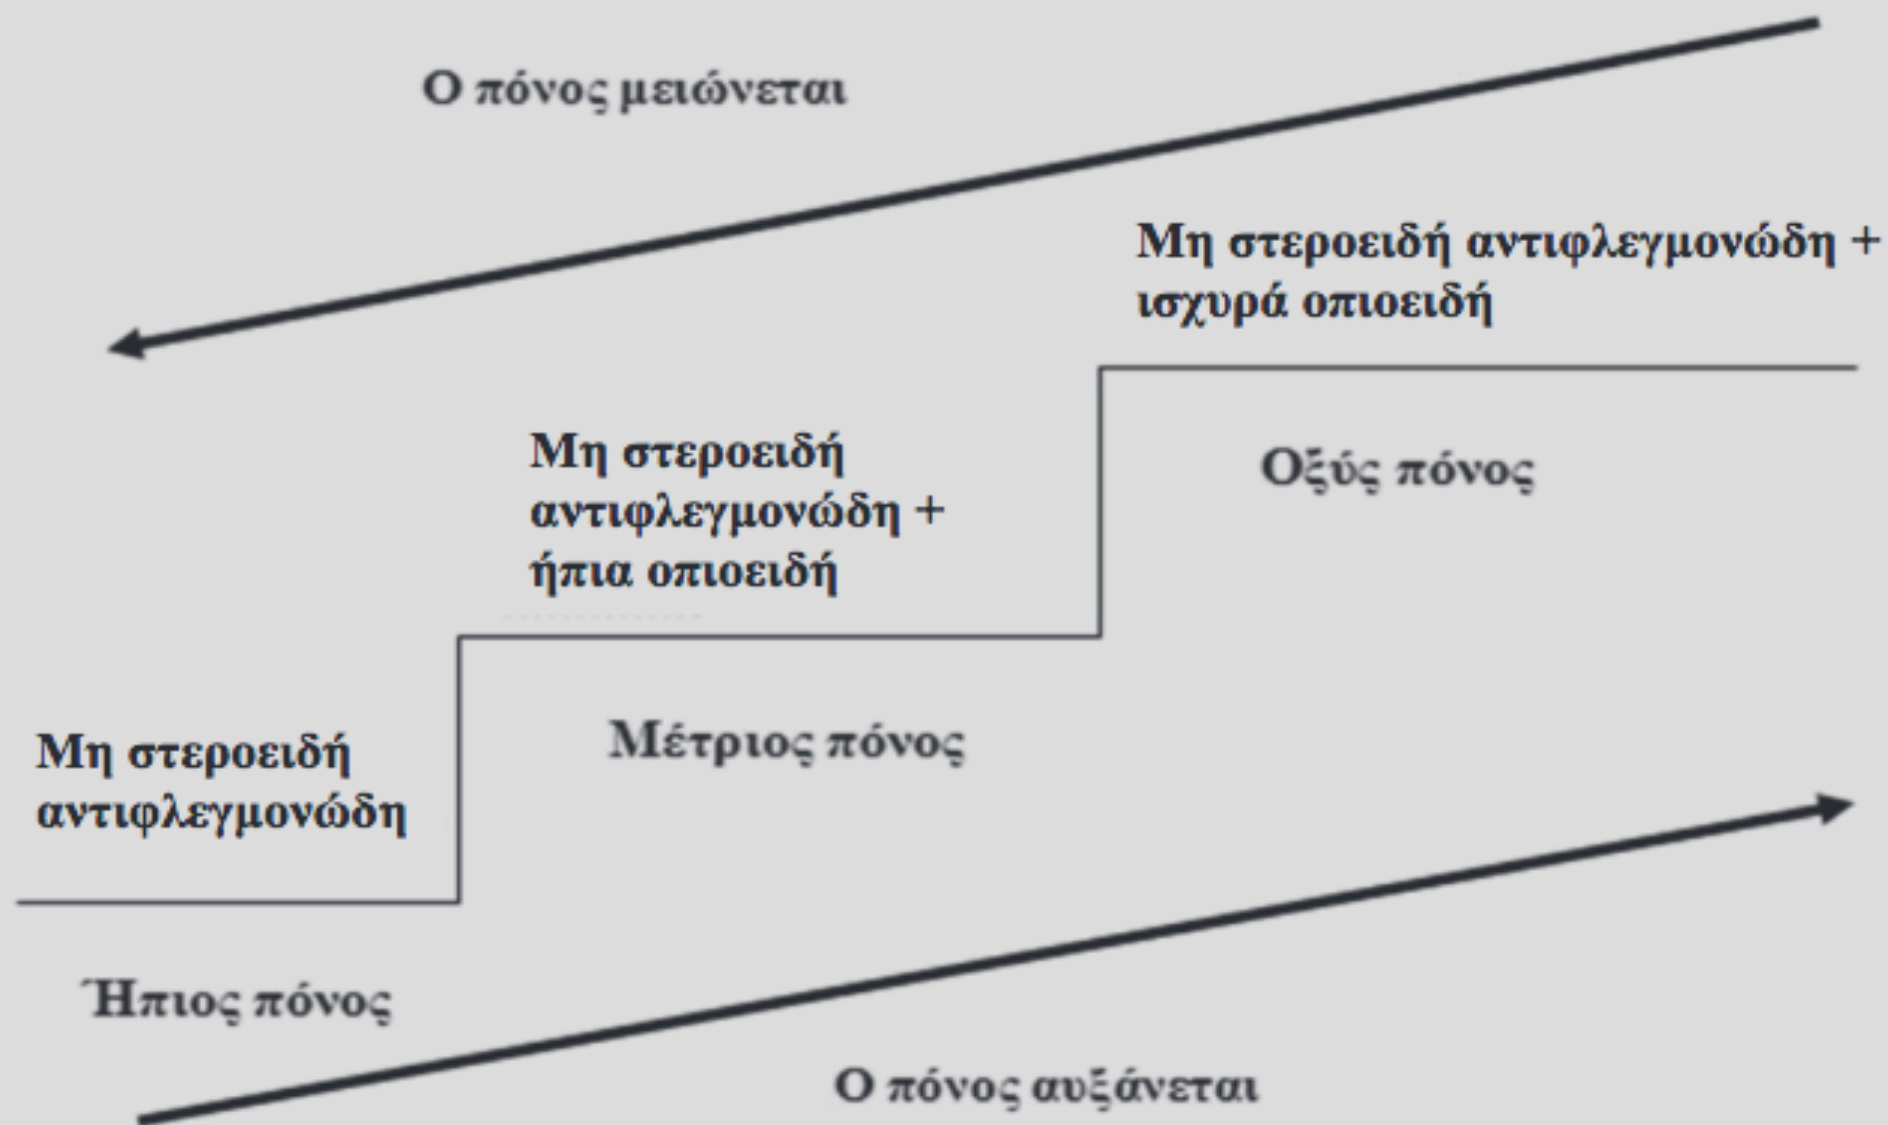 Ο πόνος μειώνεται
Μη στεροειδή αντιφλεγμονώδη +
ισχυρά οπιοειδή
Οξύς πόνος
Μη στεροειδή
αντιφλεγμονώδη +
ήπια οπιοειδή
Μέτριος πόνος
Μη στεροειδή
αντιφλεγμονώδη
Ήπιος πόνος
Ο πόνος αυξάνεται